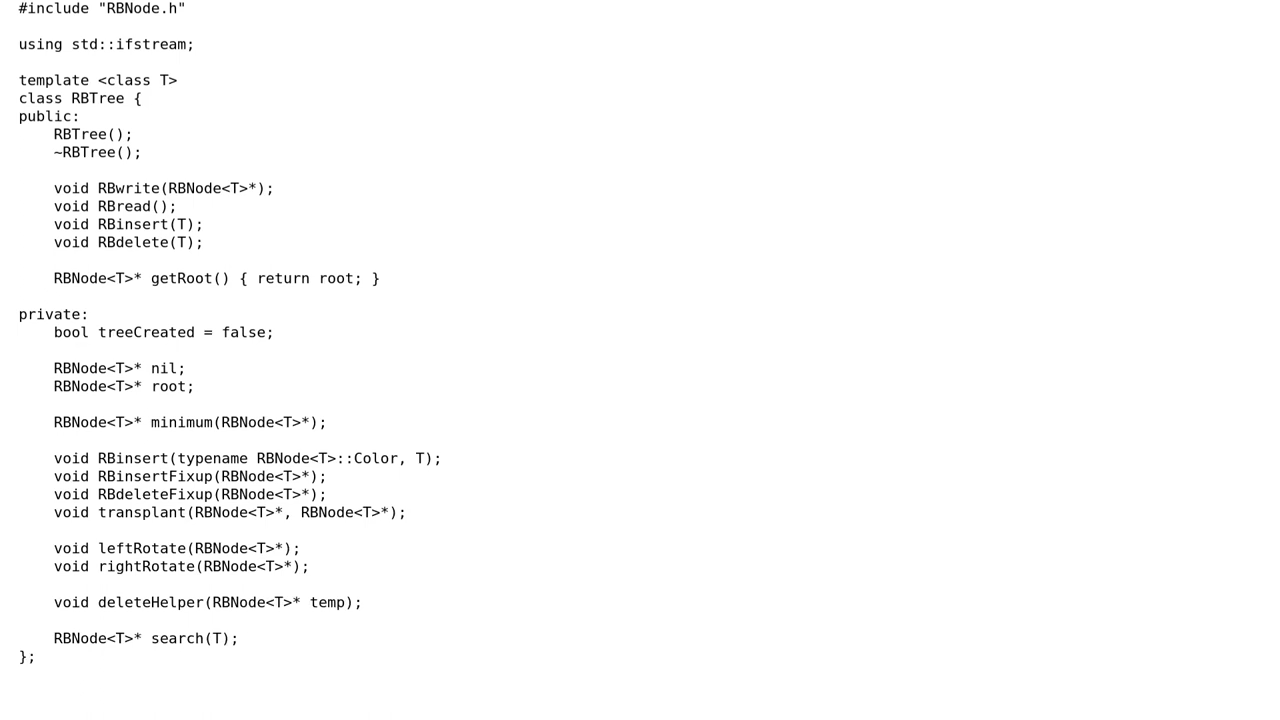 #include "RBNode.h"
using std::ifstream;
template <class T>
class RBTree {
public:
    RBTree();
    ~RBTree();
    void RBwrite(RBNode<T>*);
    void RBread();
    void RBinsert(T);
    void RBdelete(T);
    RBNode<T>* getRoot() { return root; }
private:
    bool treeCreated = false;
    RBNode<T>* nil;
    RBNode<T>* root;
    RBNode<T>* minimum(RBNode<T>*);
    void RBinsert(typename RBNode<T>::Color, T);
    void RBinsertFixup(RBNode<T>*);
    void RBdeleteFixup(RBNode<T>*);
    void transplant(RBNode<T>*, RBNode<T>*);
    void leftRotate(RBNode<T>*);
    void rightRotate(RBNode<T>*);
    void deleteHelper(RBNode<T>* temp);
    RBNode<T>* search(T);
};